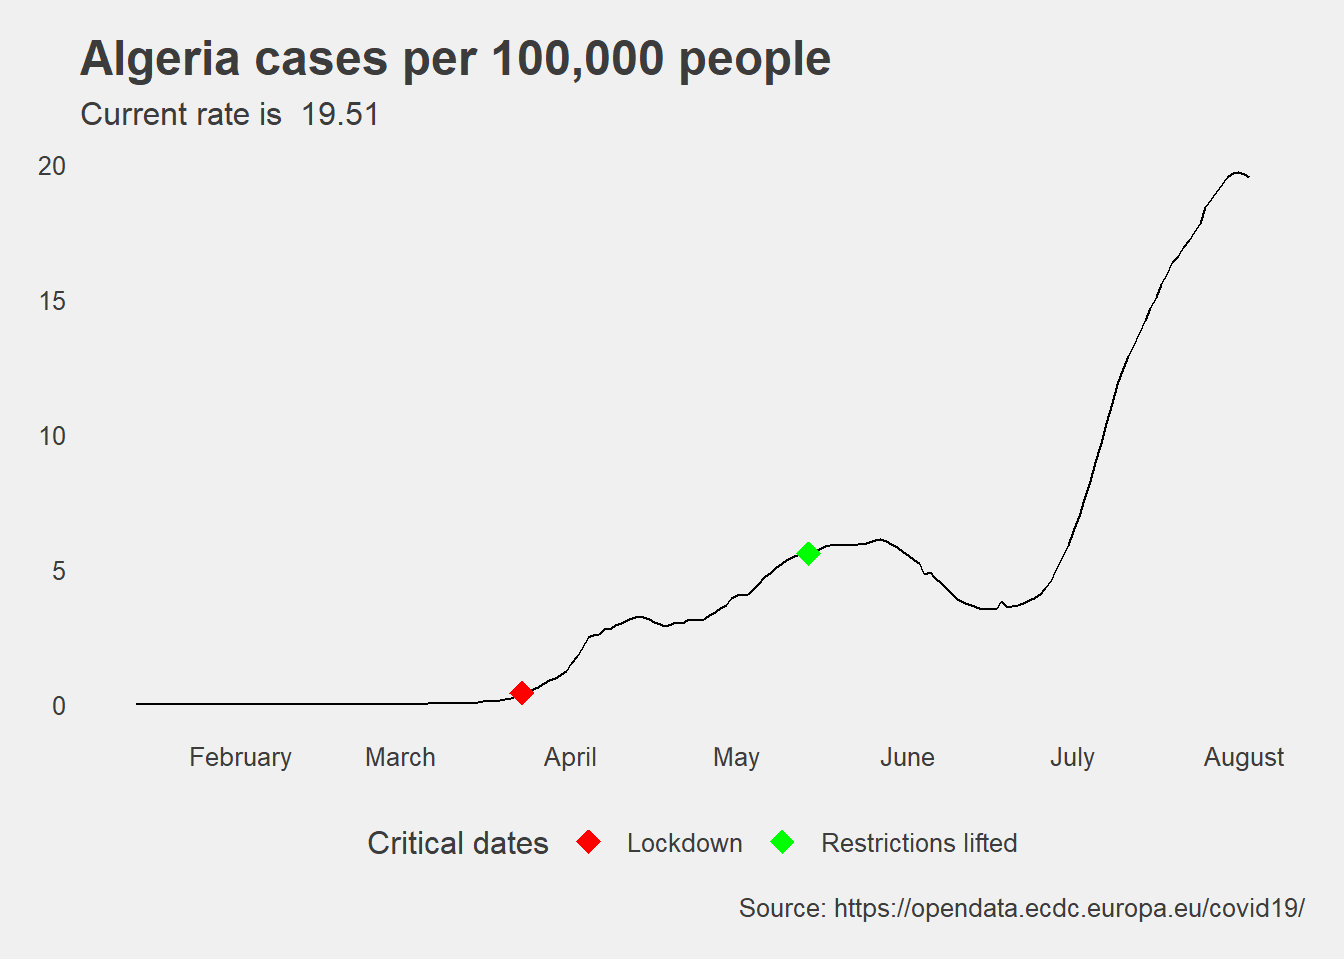 Algeria cases per 100,000 people
Current rate is  19.51
20
15
10
5
0
February March April May June July August
Critical dates Lockdown Restrictions lifted
Source: https://opendata.ecdc.europa.eu/covid19/